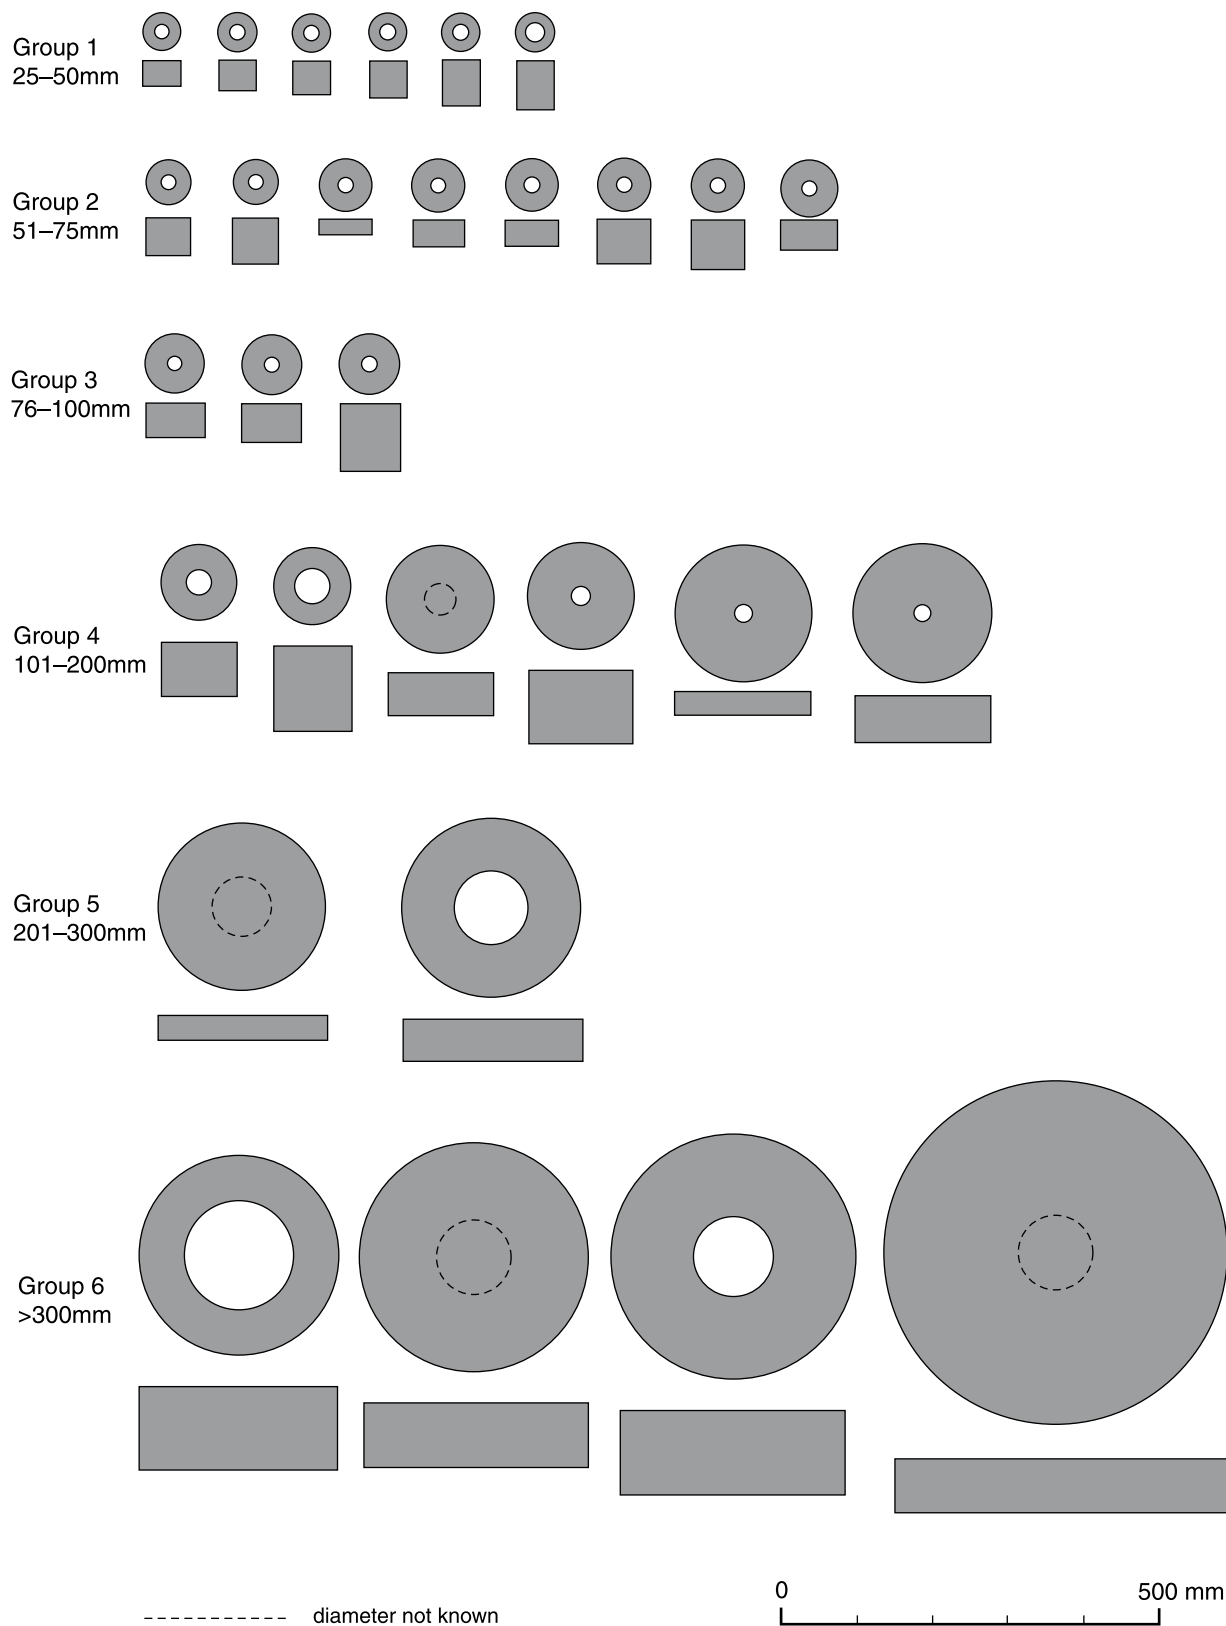 Group 1
25–50mm
Group 2
51–75mm
Group 3
76–100mm
Group 4
101–200mm
Group 5
201–300mm
Group 6
>300mm
diameter not known
0 500 mm